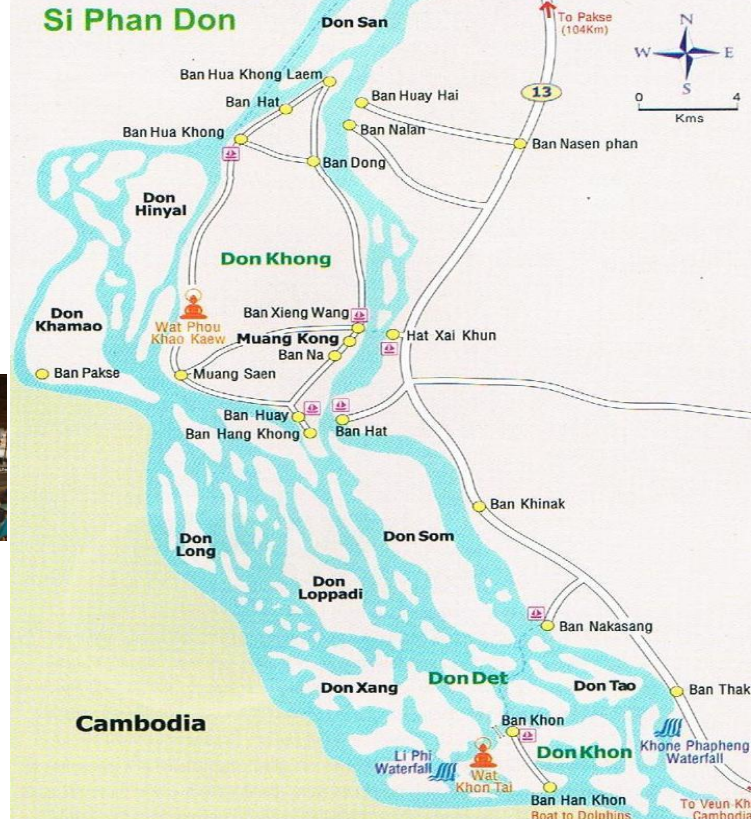 Si Phan Don
Don San
To Pakse
(104Km)
N
W
E
S
0
4
Kms
13
Ban Hua Khong Laem
Ban Hat
Ban Huay Hai
Ban Hua Khong
Ban Nalan
Ban Nasen phan
Ban Dong
Don
Hinyal
Don Khong
Don
Khamao
Ban Xieng Wang
Wat Phou
Khao Kaew
Muang Kong
Hat Xai Khun
Ban Na
Ban Pakse
Muang Saen
Ban Huay
Ban Hang Khong
Ban Hat
Ban Khinak
Don
Long
Don Som
Don
Loppadi
Ban Nakasang
Don Det
Don Xang
Don Tao
Ban Thak
Cambodia
Ban Khon
Li Phi
Waterfall
Wat
Khon Tai
Don Khon
Khone Phapheng
Waterfall
Ban Han Khon
Boat to Dolphins
To Veun Kh
Cambodia